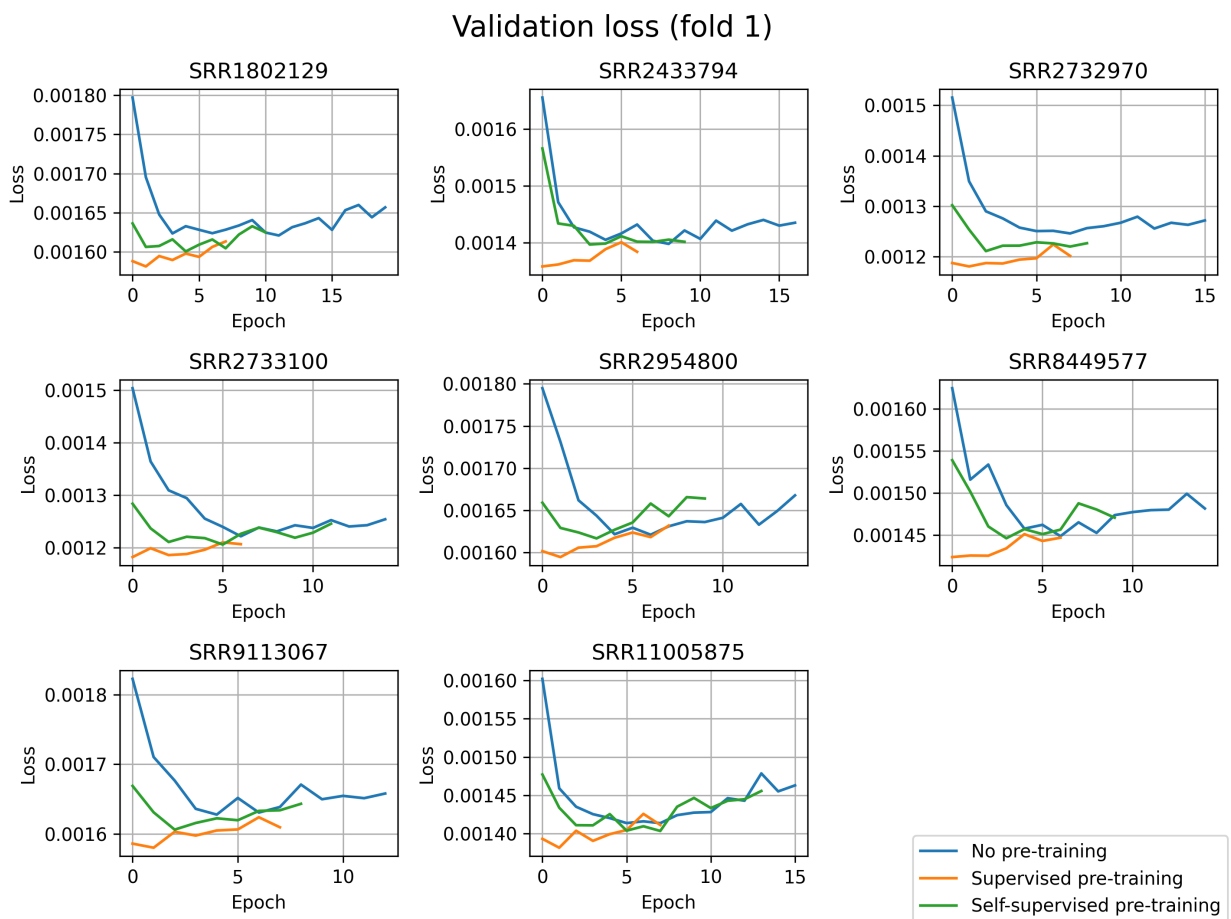 Validation loss (fold 1)
SRR1802129
0.00180
0.00175
0.00170
0.00165
0.00160
Loss
0
5
10
15
Epoch
SRR2433794
0.0016
0.0015
0.0014
Loss
0
5
10
15
Epoch
SRR2732970
0.0015
0.0014
0.0013
0.0012
Loss
0
5
10
15
Epoch
SRR2733100
0.0015
0.0014
0.0013
0.0012
Loss
0
5
10
Epoch
SRR2954800
0.00180
0.00175
0.00170
0.00165
0.00160
Loss
0
5
10
Epoch
SRR8449577
0.00160
0.00155
0.00150
0.00145
Loss
0
5
10
Epoch
SRR9113067
0.0018
0.0017
0.0016
Loss
0
5
10
Epoch
SRR11005875
0.00160
0.00155
0.00150
0.00145
0.00140
Loss
0
5
10
15
Epoch
No pre-training
Supervised pre-training
Self-supervised pre-training